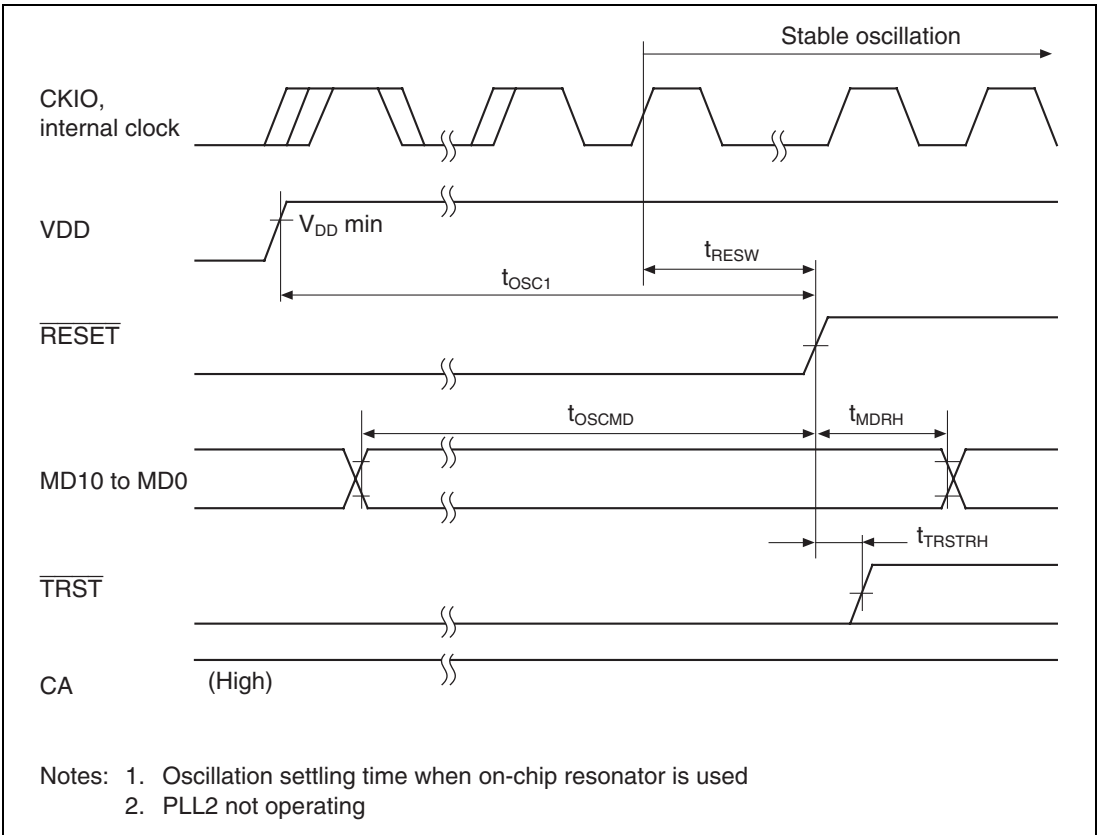 Stable oscillation
CKIO,
internal clock
VDD
VDD min
tRESW
tOSC1
RESET
tOSCMD
tMDRH
MD10 to MD0
tTRSTRH
TRST
CA
(High)
Notes: 1. Oscillation settling time when on-chip resonator is used
2. PLL2 not operating